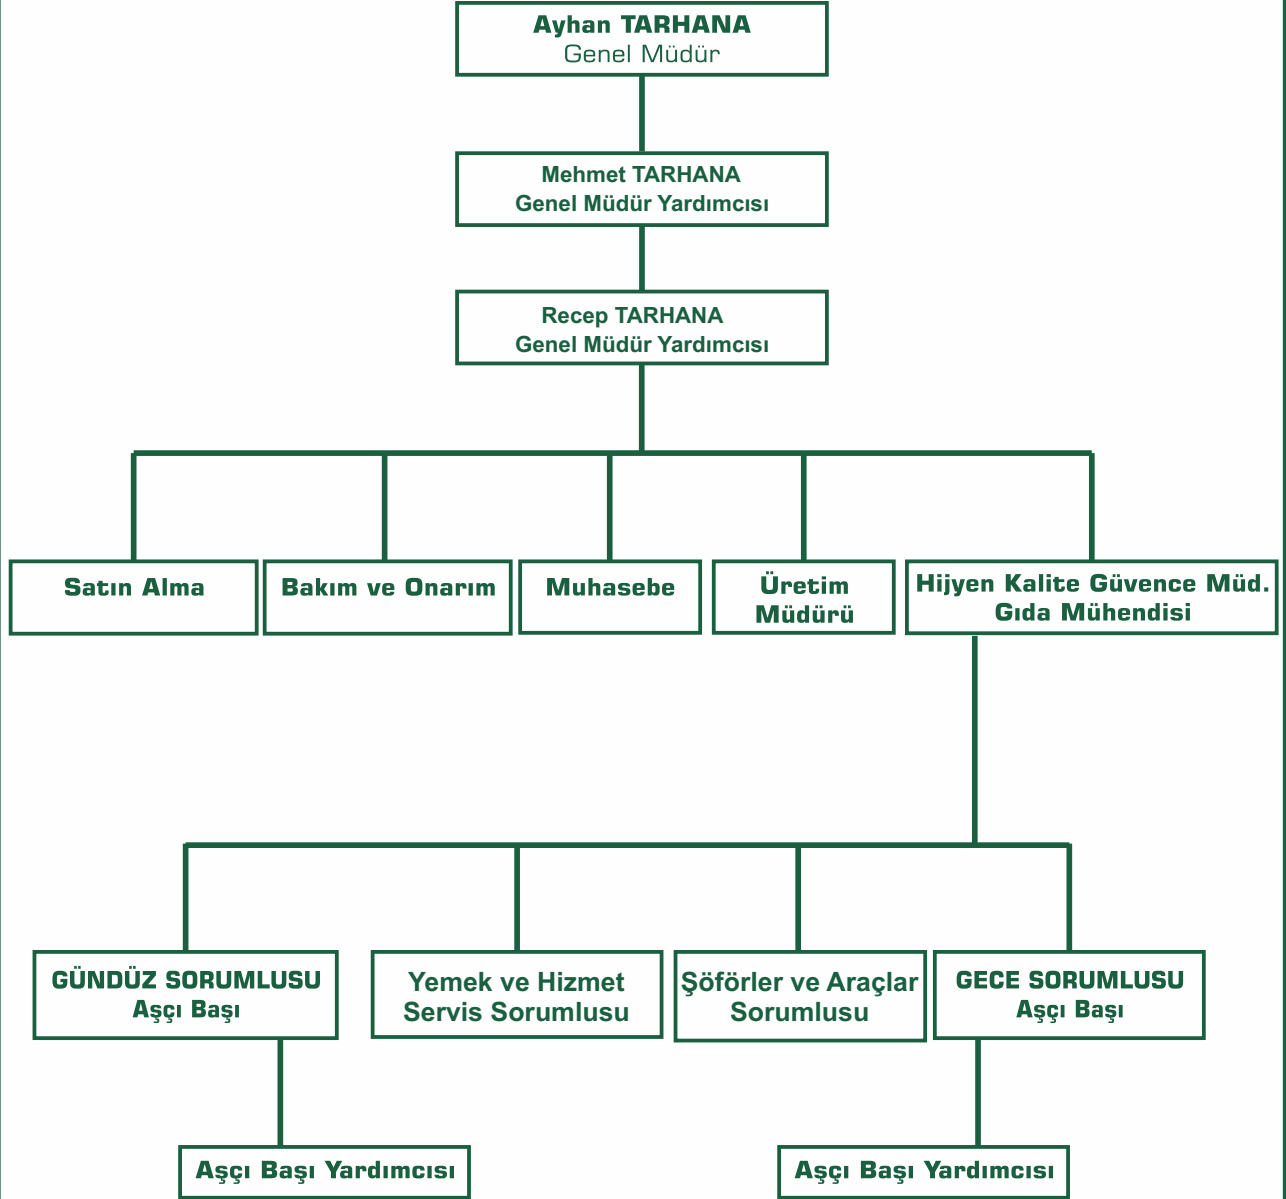 Ayhan TARHANA
Genel Müdür
Mehmet TARHANA
Genel Müdür Yardımcısı
Recep TARHANA
Genel Müdür Yardımcısı
Satın Alma
Bakım ve Onarım
Muhasebe
Üretim
Müdürü
Hijyen Kalite Güvence Müd.
Gıda Mühendisi
GÜNDÜZ SORUMLUSU
Aşçı Başı
Yemek ve Hizmet
Servis Sorumlusu
Şöförler ve Araçlar
Sorumlusu
GECE SORUMLUSU
Aşçı Başı
Aşçı Başı Yardımcısı
Aşçı Başı Yardımcısı